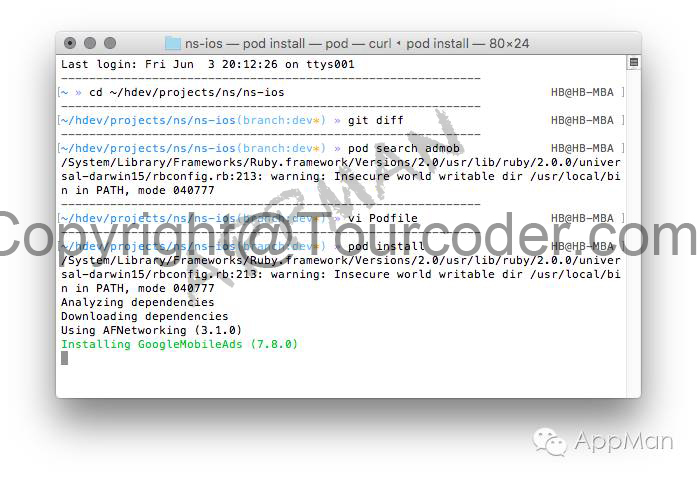 ns-ios — pod install — pod — curl ◂ pod install — 80×24
Last login: Fri Jun  3 20:12:26 on ttys001
[~ » cd ~/hdev/projects/ns/ns-ios HB@HB-MBA ]
[~/hdev/projects/ns/ns-ios(branch:dev*) » git diff HB@HB-MBA ]
[~/hdev/projects/ns/ns-ios(branch:dev*) » pod search admob HB@HB-MBA ]
/System/Library/Frameworks/Ruby.framework/Versions/2.0/usr/lib/ruby/2.0.0/univer
sal-darwin15/rbconfig.rb:213: warning: Insecure world writable dir /usr/local/bi
n in PATH, mode 040777
[~/hdev/projects/ns/ns-ios(branch:dev*) » vi Podfile HB@HB-MBA ]
Copyright@Tourcoder.com
[~/hdev/projects/ns/ns-ios(branch:dev*) » pod install HB@HB-MBA ]
/System/Library/Frameworks/Ruby.framework/Versions/2.0/usr/lib/ruby/2.0.0/univer
sal-darwin15/rbconfig.rb:213: warning: Insecure world writable dir /usr/local/bi
n in PATH, mode 040777
Analyzing dependencies
Downloading dependencies
Using AFNetworking (3.1.0)
Installing GoogleMobileAds (7.8.0)
APPMAN
AppMan